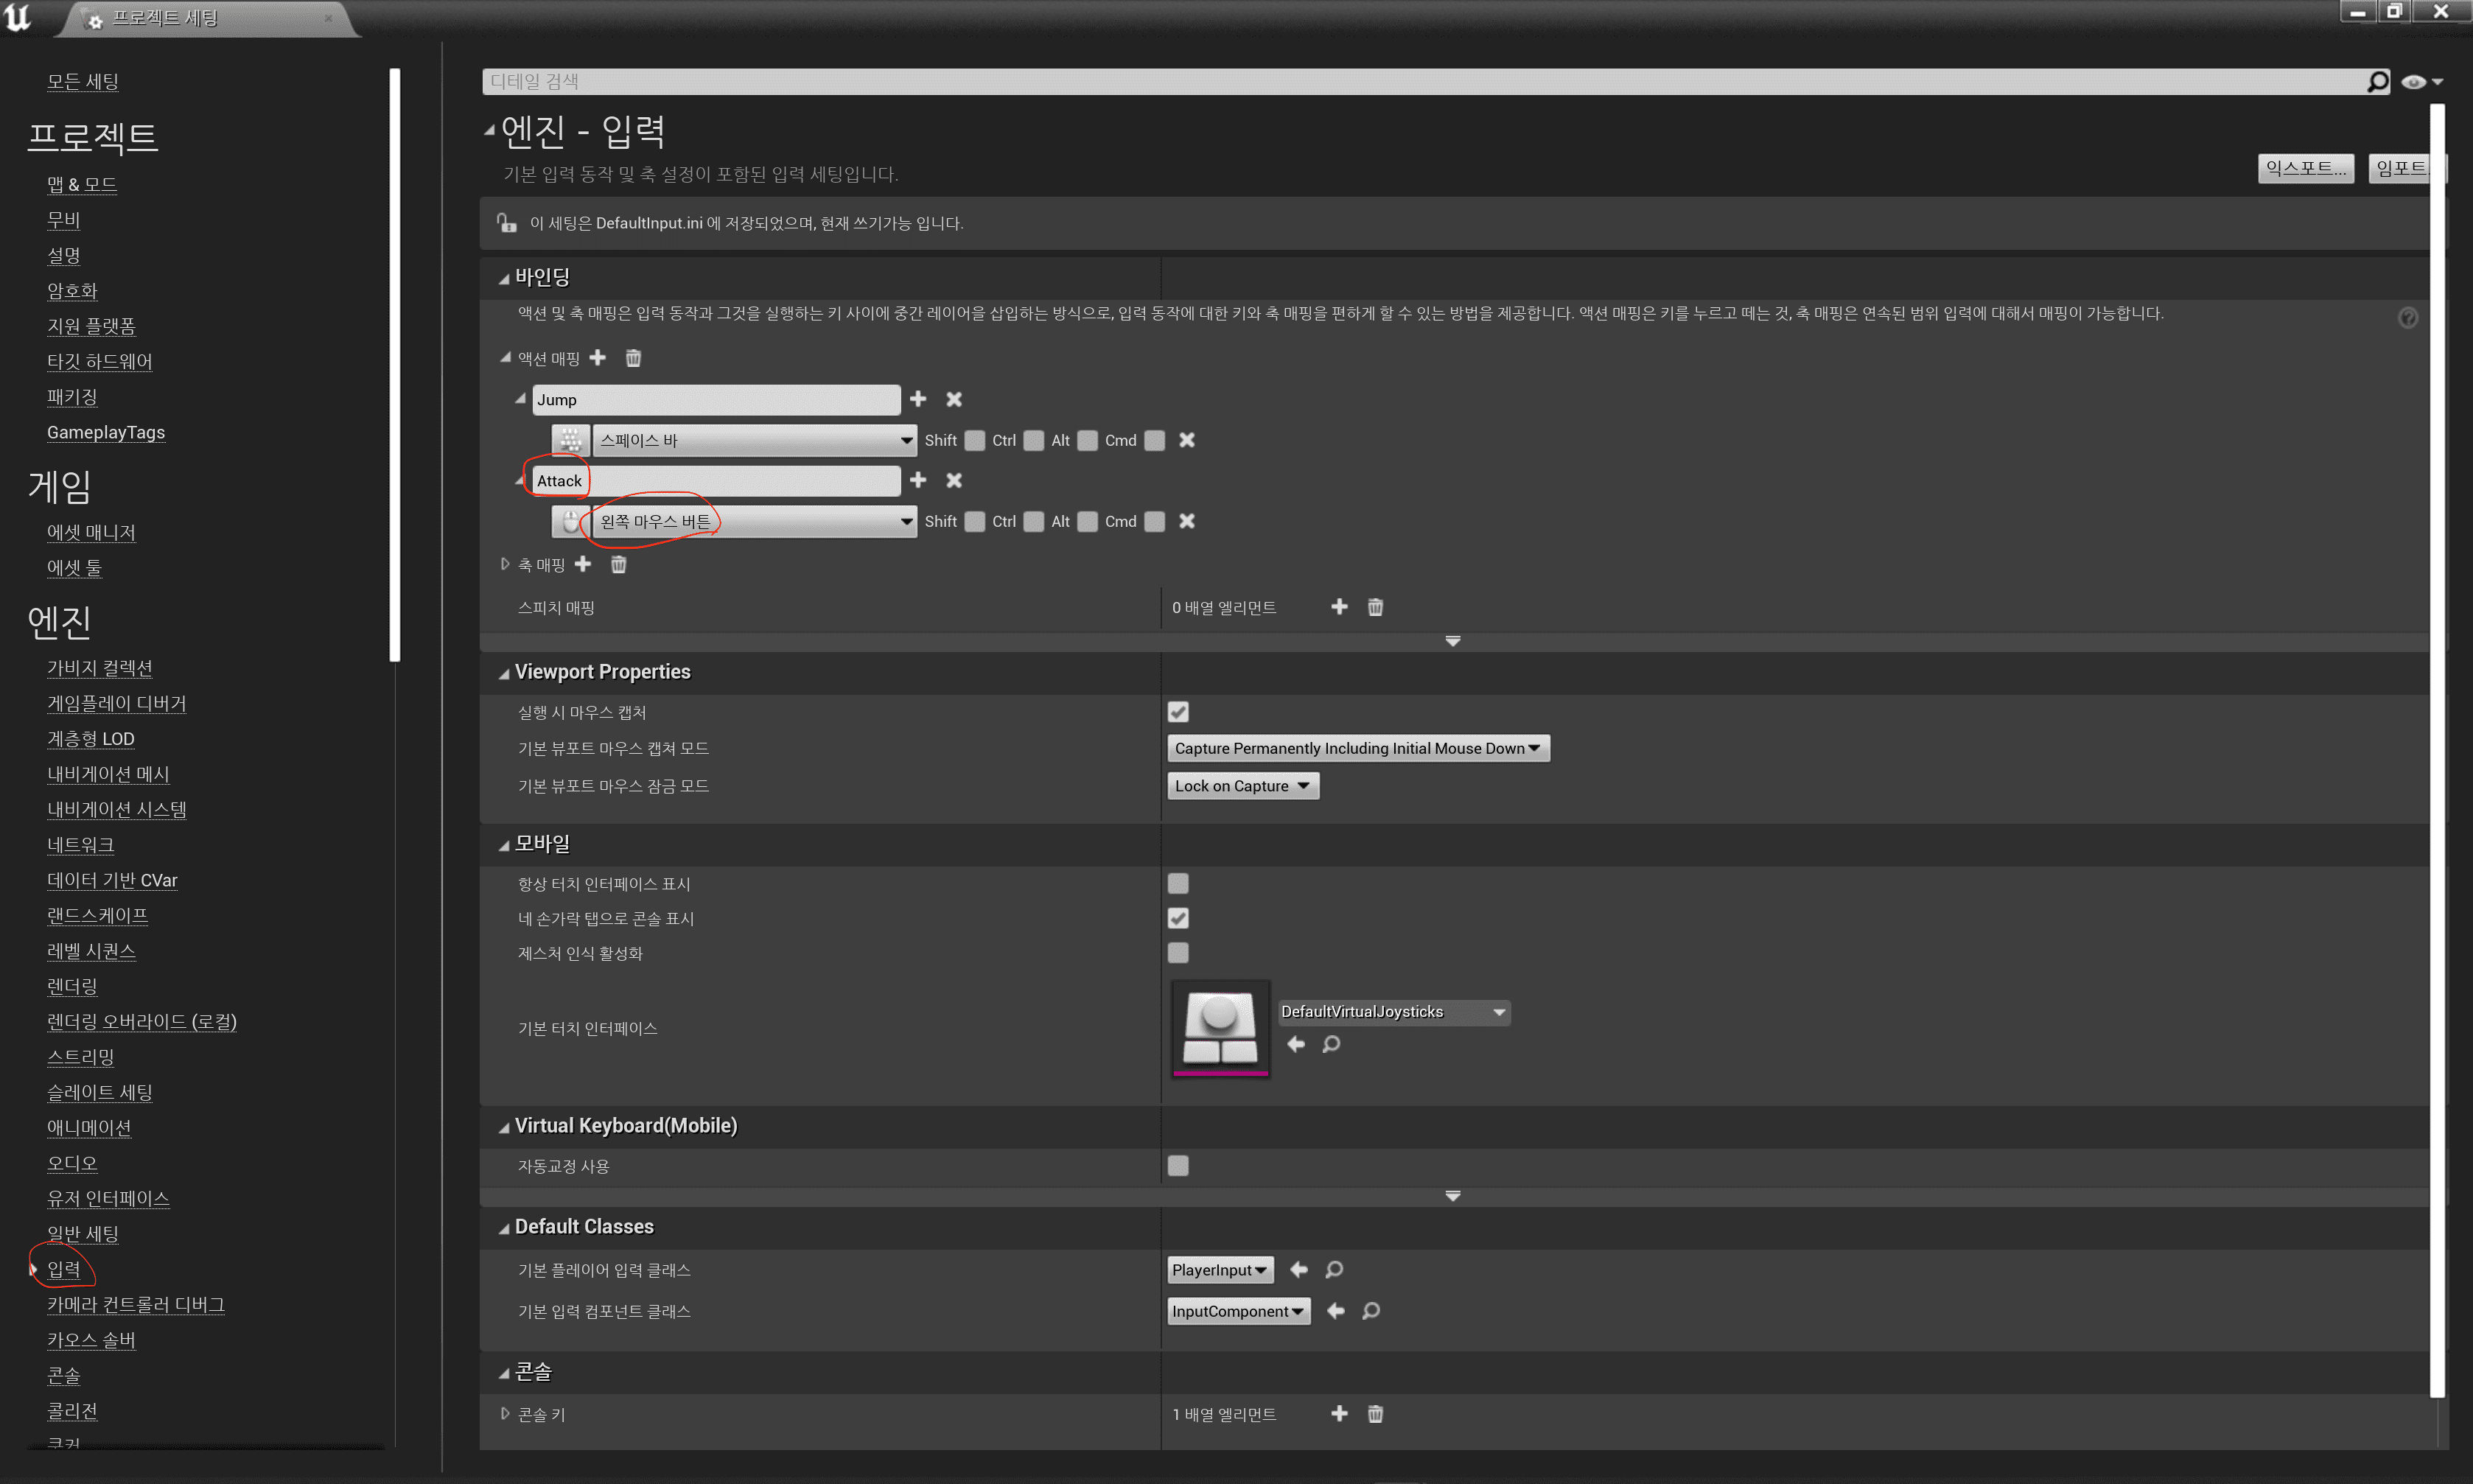 프로젝트 세팅
모든 세팅
프로젝트
맵 & 모드
무비
설명
암호화
지원 플랫폼
타깃 하드웨어
패키징
GameplayTags
게임
에셋 매니저
에셋 툴
엔진
가비지 컬렉션
게임플레이 디버거
계층형 LOD
내비게이션 메시
내비게이션 시스템
네트워크
데이터 기반 CVar
랜드스케이프
레벨 시퀀스
렌더링
렌더링 오버라이드 (로컬)
스트리밍
슬레이트 세팅
애니메이션
오디오
유저 인터페이스
일반 세팅
입력
카메라 컨트롤러 디버그
카오스 솔버
콘솔
콜리전
쿠커
디테일 검색
엔진 - 입력
기본 입력 동작 및 축 설정이 포함된 입력 세팅입니다.
익스포트... 임포트
이 세팅은 DefaultInput.ini 에 저장되었으며, 현재 쓰기가능 입니다.
바인딩
액션 및 축 매핑은 입력 동작과 그것을 실행하는 키 사이에 중간 레이어을 삽입하는 방식으로, 입력 동작에 대한 키와 축 매핑을 편하게 할 수 있는 방법을 제공합니다. 액션 매핑은 키를 누르고 떼는 것, 축 매핑은 연속된 범위 입력에 대해서 매핑이 가능합니다.
액션 매핑
Jump
스페이스 바 Shift Ctrl Alt Cmd
Attack
왼쪽 마우스 버튼 Shift Ctrl Alt Cmd
축 매핑
스피치 매핑 0 배열 엘리먼트
Viewport Properties
실행 시 마우스 캡처
기본 뷰포트 마우스 캡처 모드 Capture Permanently Including Initial Mouse Down
기본 뷰포트 마우스 잠금 모드 Lock on Capture
모바일
항상 터치 인터페이스 표시
네 손가락 탭으로 콘솔 표시
제스처 인식 활성화
기본 터치 인터페이스 DefaultVirtualJoysticks
Virtual Keyboard(Mobile)
자동교정 사용
Default Classes
기본 플레이어 입력 클래스 PlayerInput
기본 입력 컴포넌트 클래스 InputComponent
콘솔
콘솔 키 1 배열 엘리먼트